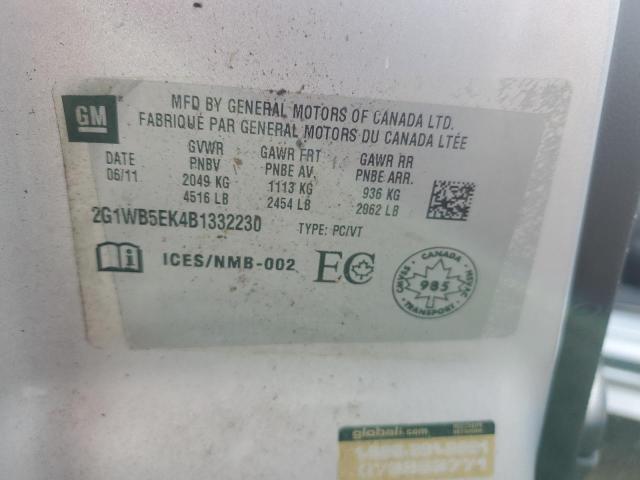 GM
MFD BY GENERAL MOTORS OF CANADA LTD.
FABRIQUÉ PAR GENERAL MOTORS DU CANADA LTÉE
DATE GVWR GAWR FRT GAWR RR
06/11 PNBV PNBE AV. PNBE ARR.
2049 KG 1113 KG 936 KG
4516 LB 2454 LB 2962 LB
2G1WB5EK4B1332230 TYPE: PC/VT
ICES/NMB-002 EC
CANADA
985
TRANSPORT
globali.com